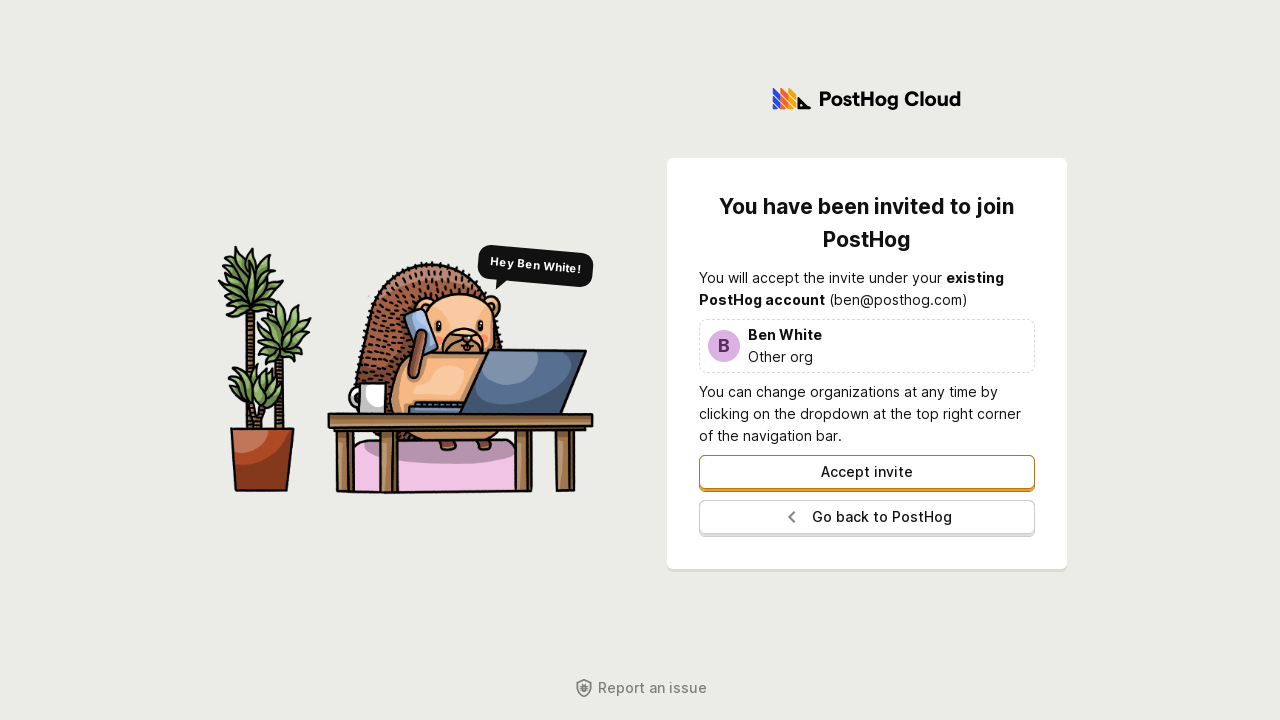 PostHog Cloud
Hey Ben White!
You have been invited to join
PostHog
You will accept the invite under your existing
PostHog account (ben@posthog.com)
B
Ben White
Other org
You can change organizations at any time by
clicking on the dropdown at the top right corner
of the navigation bar.
Accept invite
Go back to PostHog
Report an issue